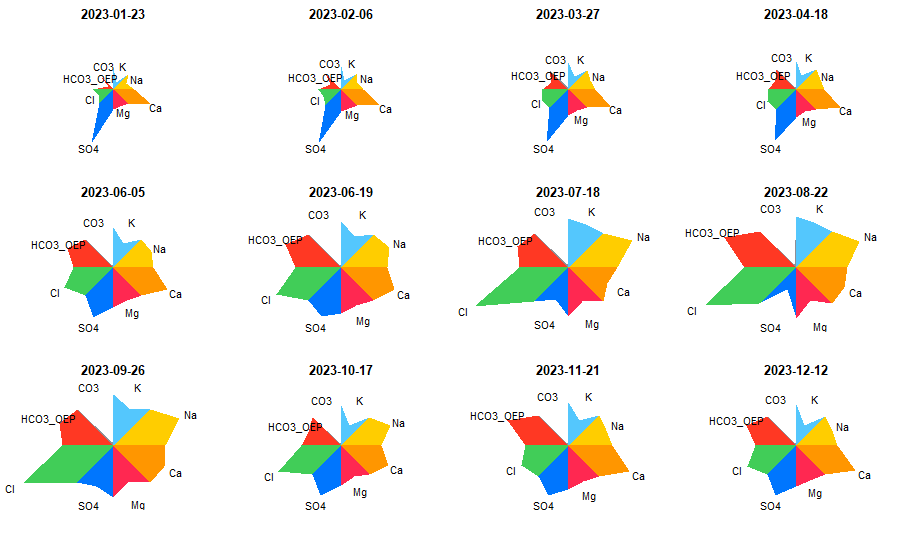 2023-01-23
2023-02-06
2023-03-27
2023-04-18
CO3 K
HCO3_OEP Na
Cl
Ca
Mg
SO4
CO3 K
HCO3_OEP Na
Cl
Ca
Mg
SO4
CO3 K
HCO3_OEP Na
Cl
Ca
Mg
SO4
CO3 K
HCO3_OEP Na
Cl
Ca
Mg
SO4
2023-06-05
2023-06-19
2023-07-18
2023-08-22
CO3 K
HCO3_OEP Na
Cl Ca
Mg
SO4
CO3 K
HCO3_OEP Na
Cl Ca
Mg
SO4
CO3 K
HCO3_OEP Na
Ca
Cl
SO4 Mg
CO3 K
HCO3_OEP Na
Ca
Cl
SO4 Mg
2023-09-26
2023-10-17
2023-11-21
2023-12-12
CO3 K
HCO3_OEP Na
Ca
Cl
SO4 Mg
CO3 K
HCO3_OEP Na
Cl Ca
Mg
SO4
CO3 K
HCO3_OEP Na
Cl Ca
Mg
SO4
CO3 K
HCO3_OEP Na
Cl Ca
Mg
SO4